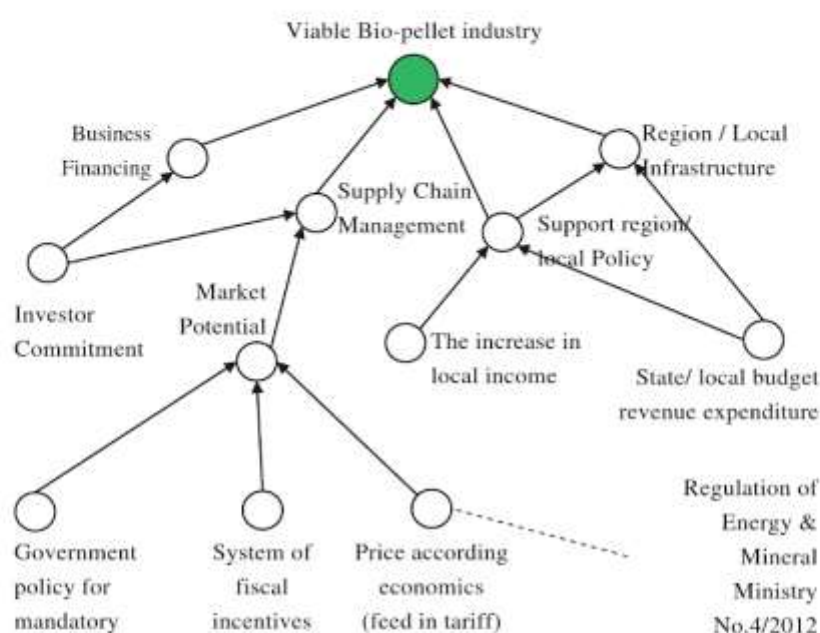 Viable Bio-pellet industry
Business
Financing
Region / Local
Infrastructure
Supply Chain
Management
Support region/
local Policy
Investor
Commitment
Market
Potential
The increase in
local income
State/ local budget
revenue expenditure
Government
policy for
mandatory
System of
fiscal
incentives
Price according
economics
(feed in tariff)
Regulation of
Energy &
Mineral
Ministry
No.4/2012